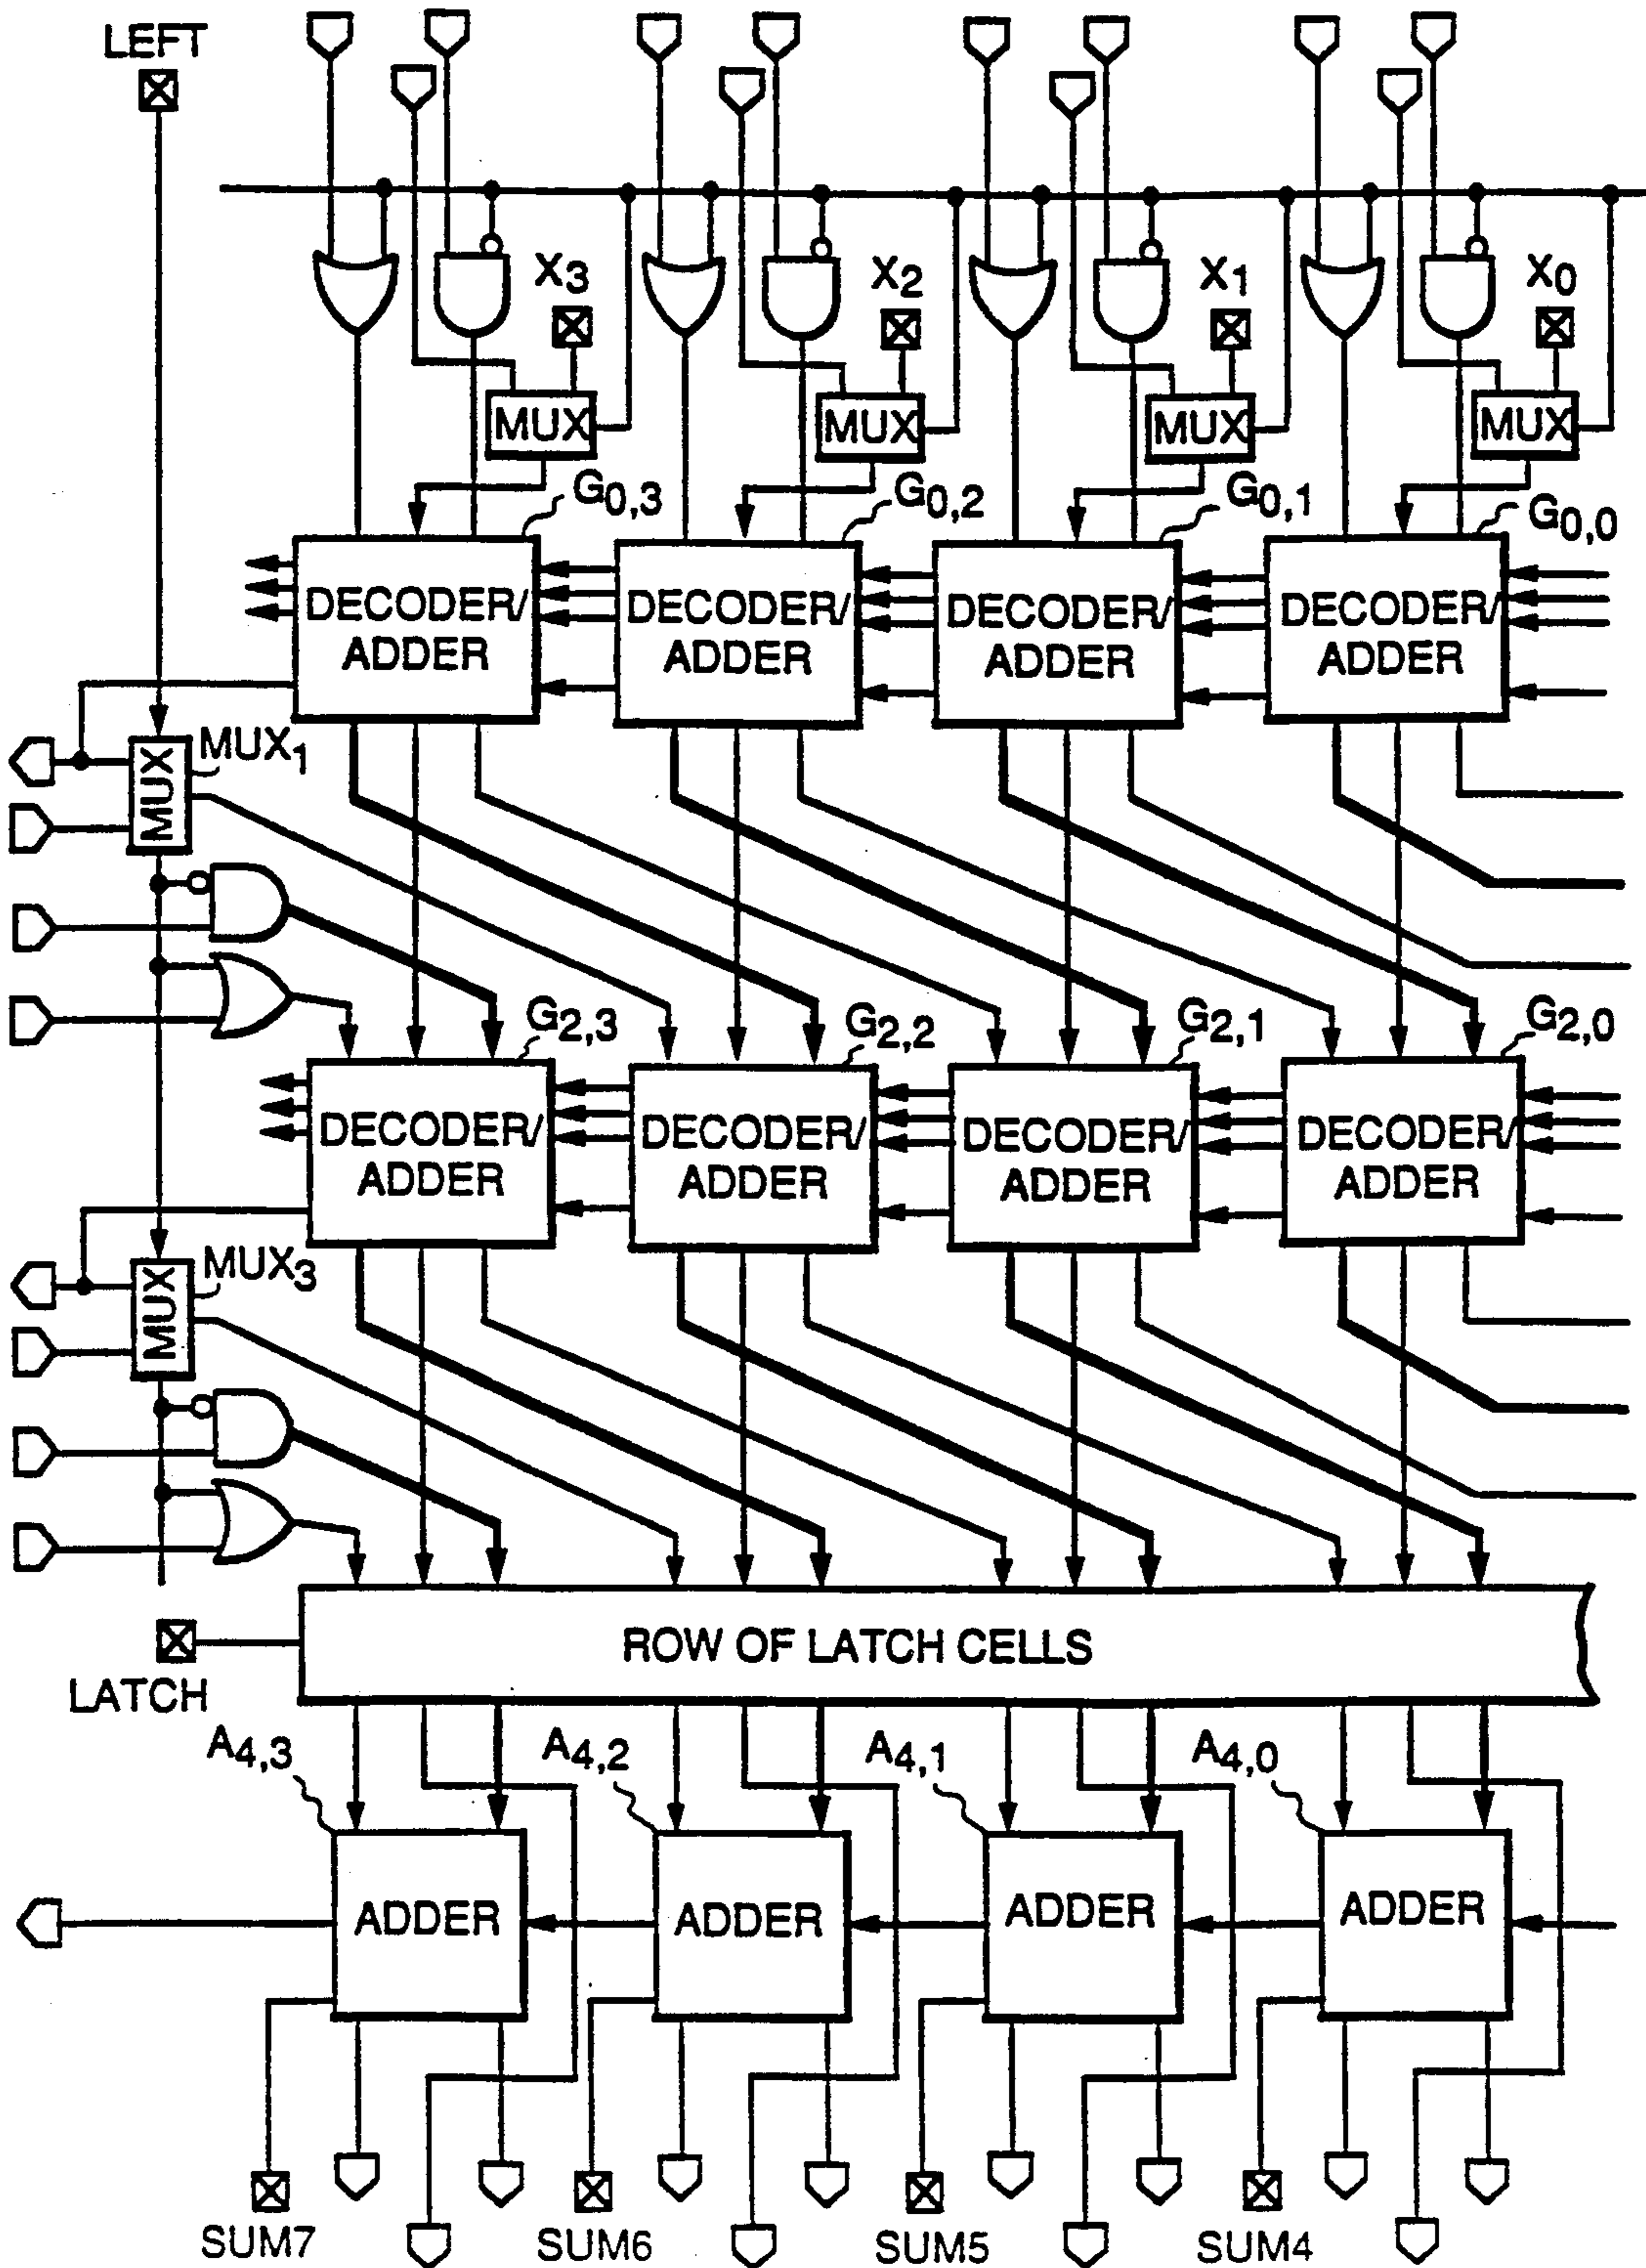 LEFT
X3
X2
X1
X0
MUX
MUX
MUX
MUX
G0,3
G0,2
G0,1
G0,0
DECODER/
ADDER
DECODER/
ADDER
DECODER/
ADDER
DECODER/
ADDER
MUX
MUX1
G2,3
G2,2
G2,1
G2,0
DECODER/
ADDER
DECODER/
ADDER
DECODER/
ADDER
DECODER/
ADDER
MUX
MUX3
ROW OF LATCH CELLS
LATCH
A4,3
A4,2
A4,1
A4,0
ADDER
ADDER
ADDER
ADDER
SUM7
SUM6
SUM5
SUM4